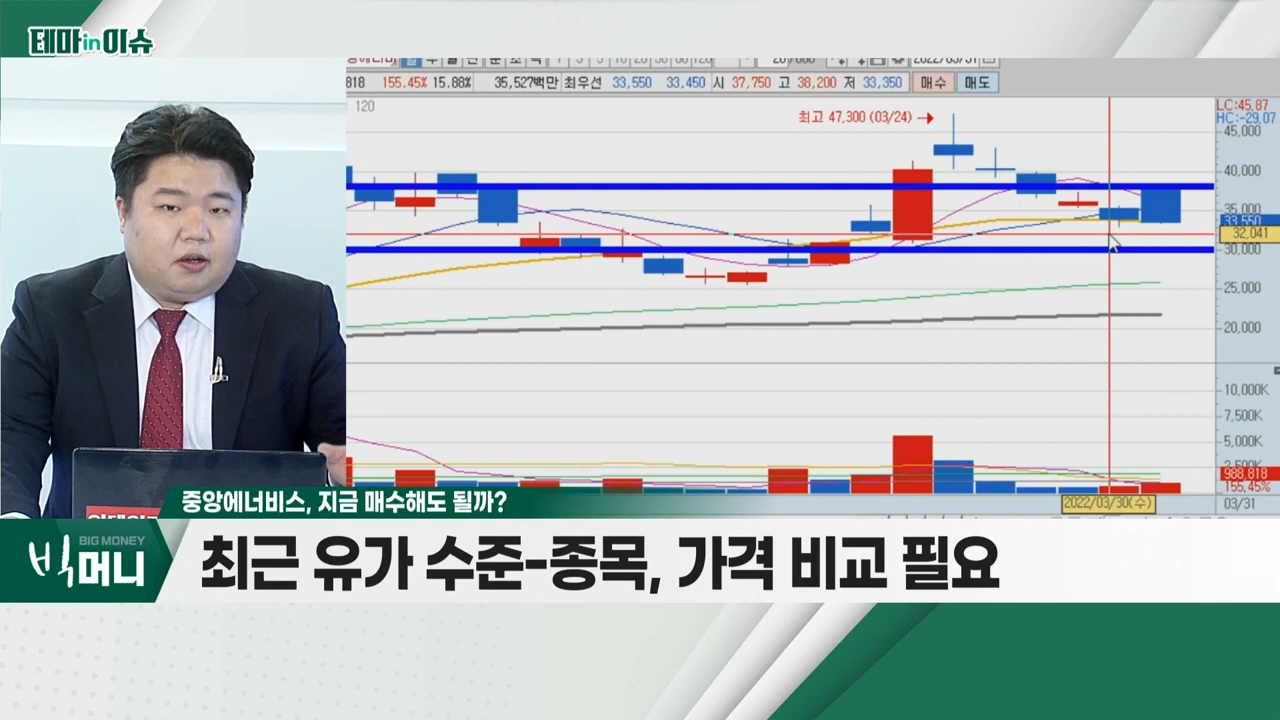 테마in이슈
2022/03/31
818 155.45% 15.88% 35,527백만 최우선 33,550 33,450 시 37,750 고 38,200 저 33,350 매수 매도
120
최고 47,300 (03/24)
LC:45.87
HC:-29.07
45,000
40,000
35,000
33,550
32,041
30,000
25,000
20,000
10,000K
7,500K
5,000K
2,500K
988,818
155.45%
2022/03/30(수)
03/31
중앙에너비스, 지금 매수해도 될까?
BIG MONEY
빅머니
최근 유가 수준-종목, 가격 비교 필요